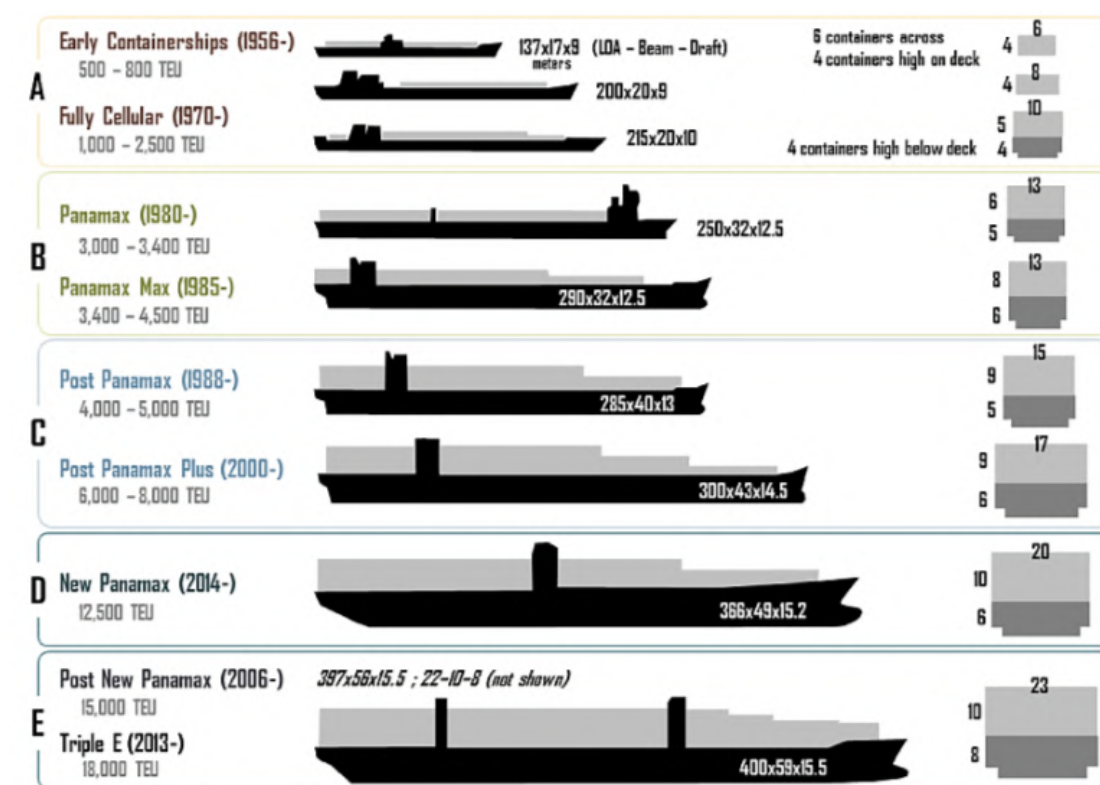 A
Early Containerships (1956-)
500 – 800 TEU
137x17x9 (LOA – Beam – Draft)
meters
6 containers across
4 containers high on deck
6
4
200x20x9
8
4
Fully Cellular (1970-)
1,000 – 2,500 TEU
215x20x10
4 containers high below deck
10
5
4
B
Panamax (1980-)
3,000 – 3,400 TEU
250x32x12.5
13
6
5
Panamax Max (1985-)
3,400 – 4,500 TEU
290x32x12.5
13
8
6
C
Post Panamax (1988-)
4,000 – 5,000 TEU
285x40x13
15
9
5
Post Panamax Plus (2000-)
6,000 – 8,000 TEU
300x43x14.5
17
9
6
D
New Panamax (2014-)
12,500 TEU
366x49x15.2
20
10
6
E
Post New Panamax (2006-)
15,000 TEU
397x56x15.5 ; 22-10-8 (not shown)
Triple E (2013-)
18,000 TEU
400x59x15.5
23
10
8